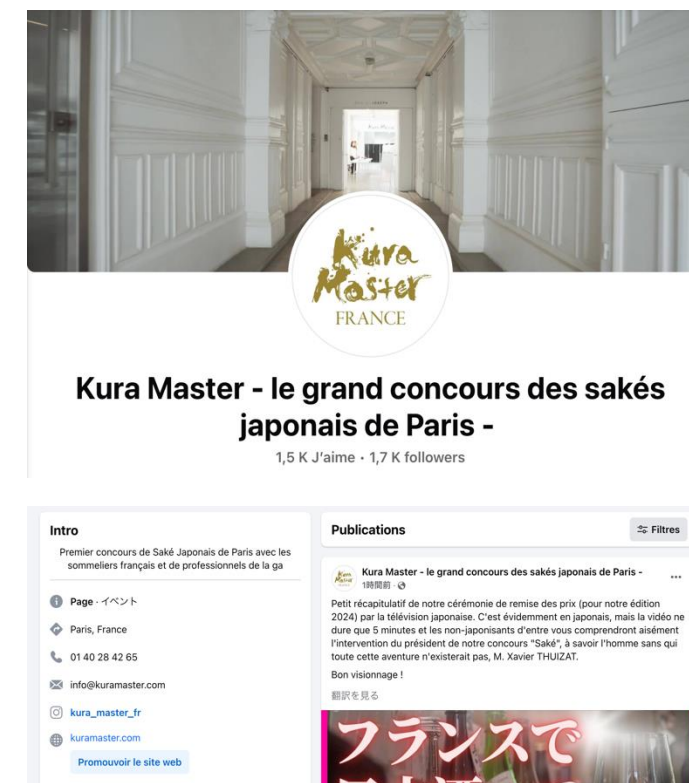 Kura
Master
FRANCE
Kura Master - le grand concours des sakés
japonais de Paris -
1,5 K J'aime · 1,7 K followers
Intro
Premier concours de Saké Japonais de Paris avec les
sommeliers français et de professionnels de la ga
Page · イベント
Paris, France
01 40 28 42 65
info@kuramaster.com
kura_master_fr
kuramaster.com
Promouvoir le site web
Publications
Filtres
Kura Master - le grand concours des sakés japonais de Paris -
1時間前
Petit récapitulatif de notre cérémonie de remise des prix (pour notre édition
2024) par la télévision japonaise. C'est évidemment en japonais, mais la vidéo ne
dure que 5 minutes et les non-japonisants d'entre vous comprendront aisément
l'intervention du président de notre concours "Saké", à savoir l'homme sans qui
toute cette aventure n'existerait pas, M. Xavier THUIZAT.
Bon visionnage !
翻訳を見る
フランスで